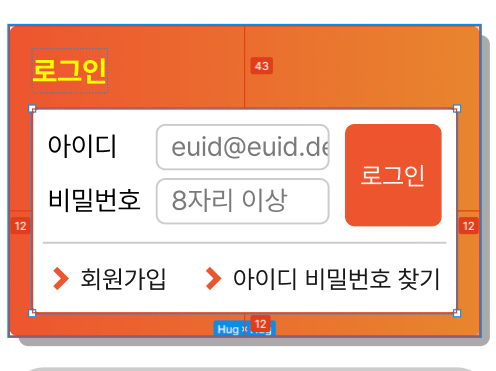 로그인
43
아이디
euid@euid.de
로그인
비밀번호
8자리 이상
12
12
회원가입
아이디 비밀번호 찾기
12
Hug